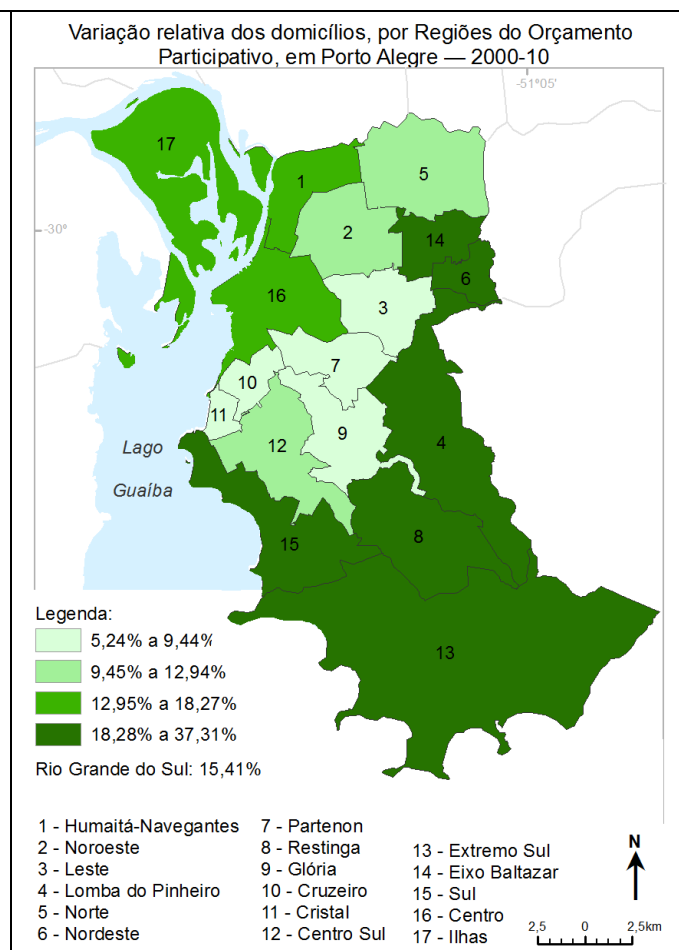 Variação relativa dos domicílios, por Regiões do Orçamento
Participativo, em Porto Alegre — 2000-10
-51°05'
17
1
5
-30°
2
14
6
16
3
7
10
11
9
12
4
Lago
Guaíba
8
15
13
Legenda:
5,24% a 9,44%
9,45% a 12,94%
12,95% a 18,27%
18,28% a 37,31%
Rio Grande do Sul: 15,41%
1 - Humaitá-Navegantes
2 - Noroeste
3 - Leste
4 - Lomba do Pinheiro
5 - Norte
6 - Nordeste
7 - Partenon
8 - Restinga
9 - Glória
10 - Cruzeiro
11 - Cristal
12 - Centro Sul
13 - Extremo Sul
14 - Eixo Baltazar
15 - Sul
16 - Centro
17 - Ilhas
N
2,5 0 2,5km